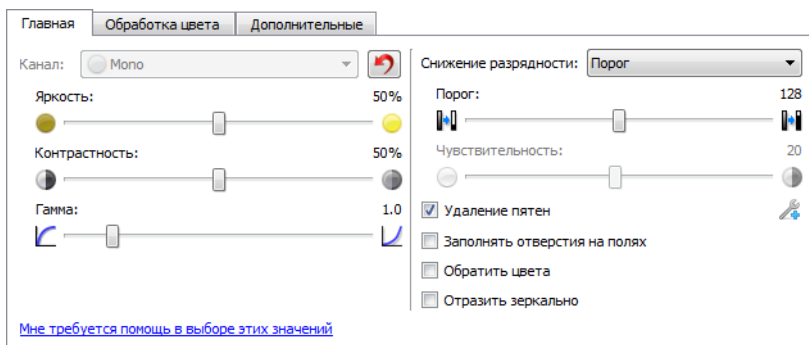 Главная Обработка цвета Дополнительные
Канал: Mono
Яркость: 50%
Контрастность: 50%
Гамма: 1.0
Мне требуется помощь в выборе этих значений
Снижение разрядности: Порог
Порог: 128
Чувствительность: 20
Удаление пятен
Заполнять отверстия на полях
Обратить цвета
Отразить зеркально